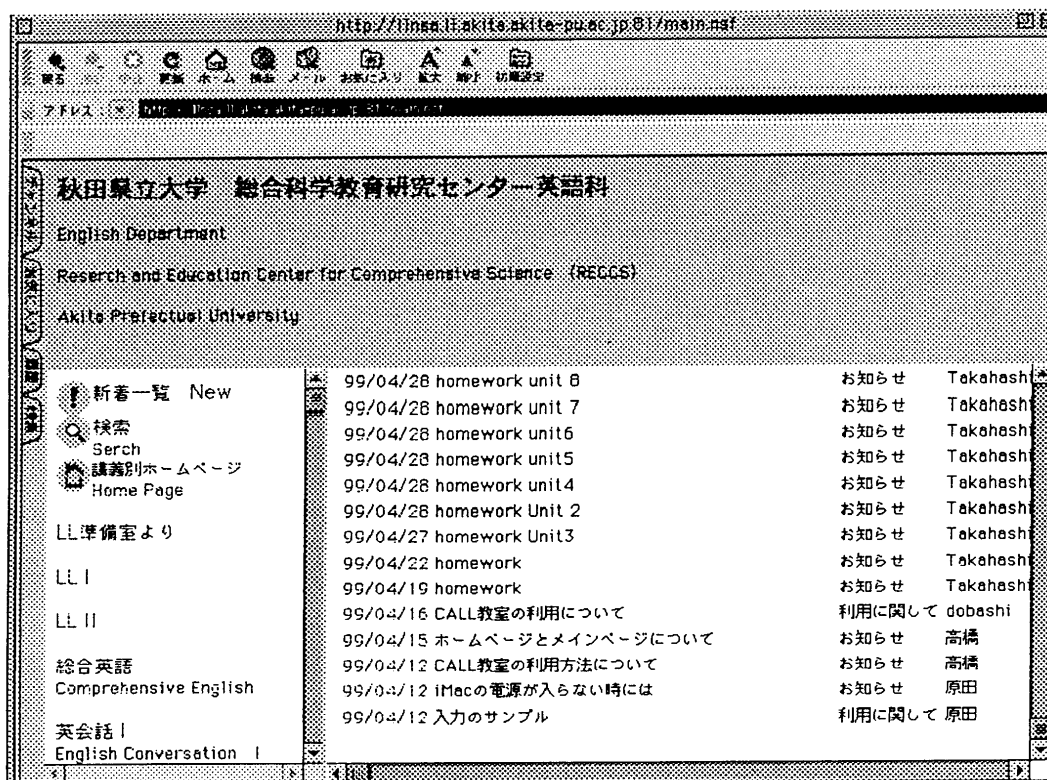 http://linsa.li.akita.akita-pu.ac.jp:81/main.nsf
戻る 中止 更新 ホーム 検索 メール お気に入り 拡大 縮小 初期設定
アドレス:
秋田県立大学 総合科学教育研究センター英語科
English Department
Reserch and Education Center for Comprehensive Science (RECCS)
Akita Prefectual University
新着一覧 New
検索
Serch
講義別ホームページ
Home Page
LL準備室より
LL I
LL II
総合英語
Comprehensive English
英会話 I
English Conversation I
99/04/28 homework unit 8 お知らせ Takahashi
99/04/28 homework unit 7 お知らせ Takahashi
99/04/28 homework unit6 お知らせ Takahashi
99/04/28 homework unit5 お知らせ Takahashi
99/04/28 homework unit4 お知らせ Takahashi
99/04/28 homework Unit 2 お知らせ Takahashi
99/04/27 homework Unit3 お知らせ Takahashi
99/04/22 homework お知らせ Takahashi
99/04/19 homework お知らせ Takahashi
99/04/16 CALL教室の利用について 利用に関して dobashi
99/04/15 ホームページとメインページについて お知らせ 高橋
99/04/12 CALL教室の利用方法について お知らせ 高橋
99/04/12 iMacの電源が入らない時には お知らせ 原田
99/04/12 入力のサンプル 利用に関して 原田